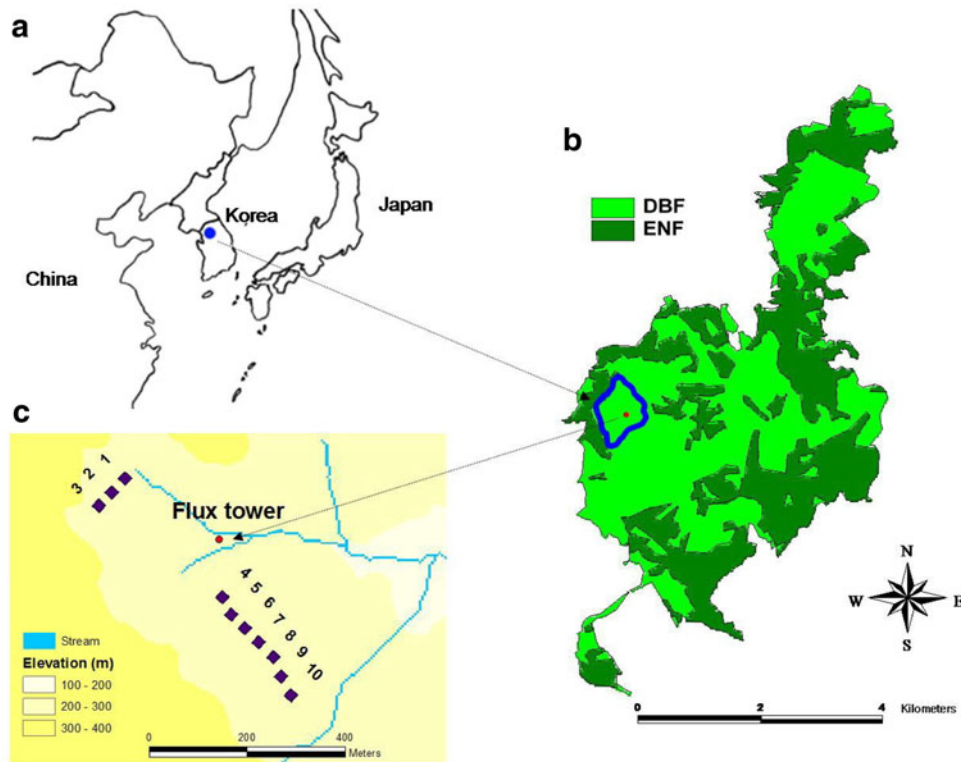 a
Korea
Japan
China
b
DBF
ENF
N
W E
S
0 2 4 Kilometers
c
3 2 1
Flux tower
4 5 6 7 8 9 10
Stream
Elevation (m)
100 - 200
200 - 300
300 - 400
0 200 400
Meters